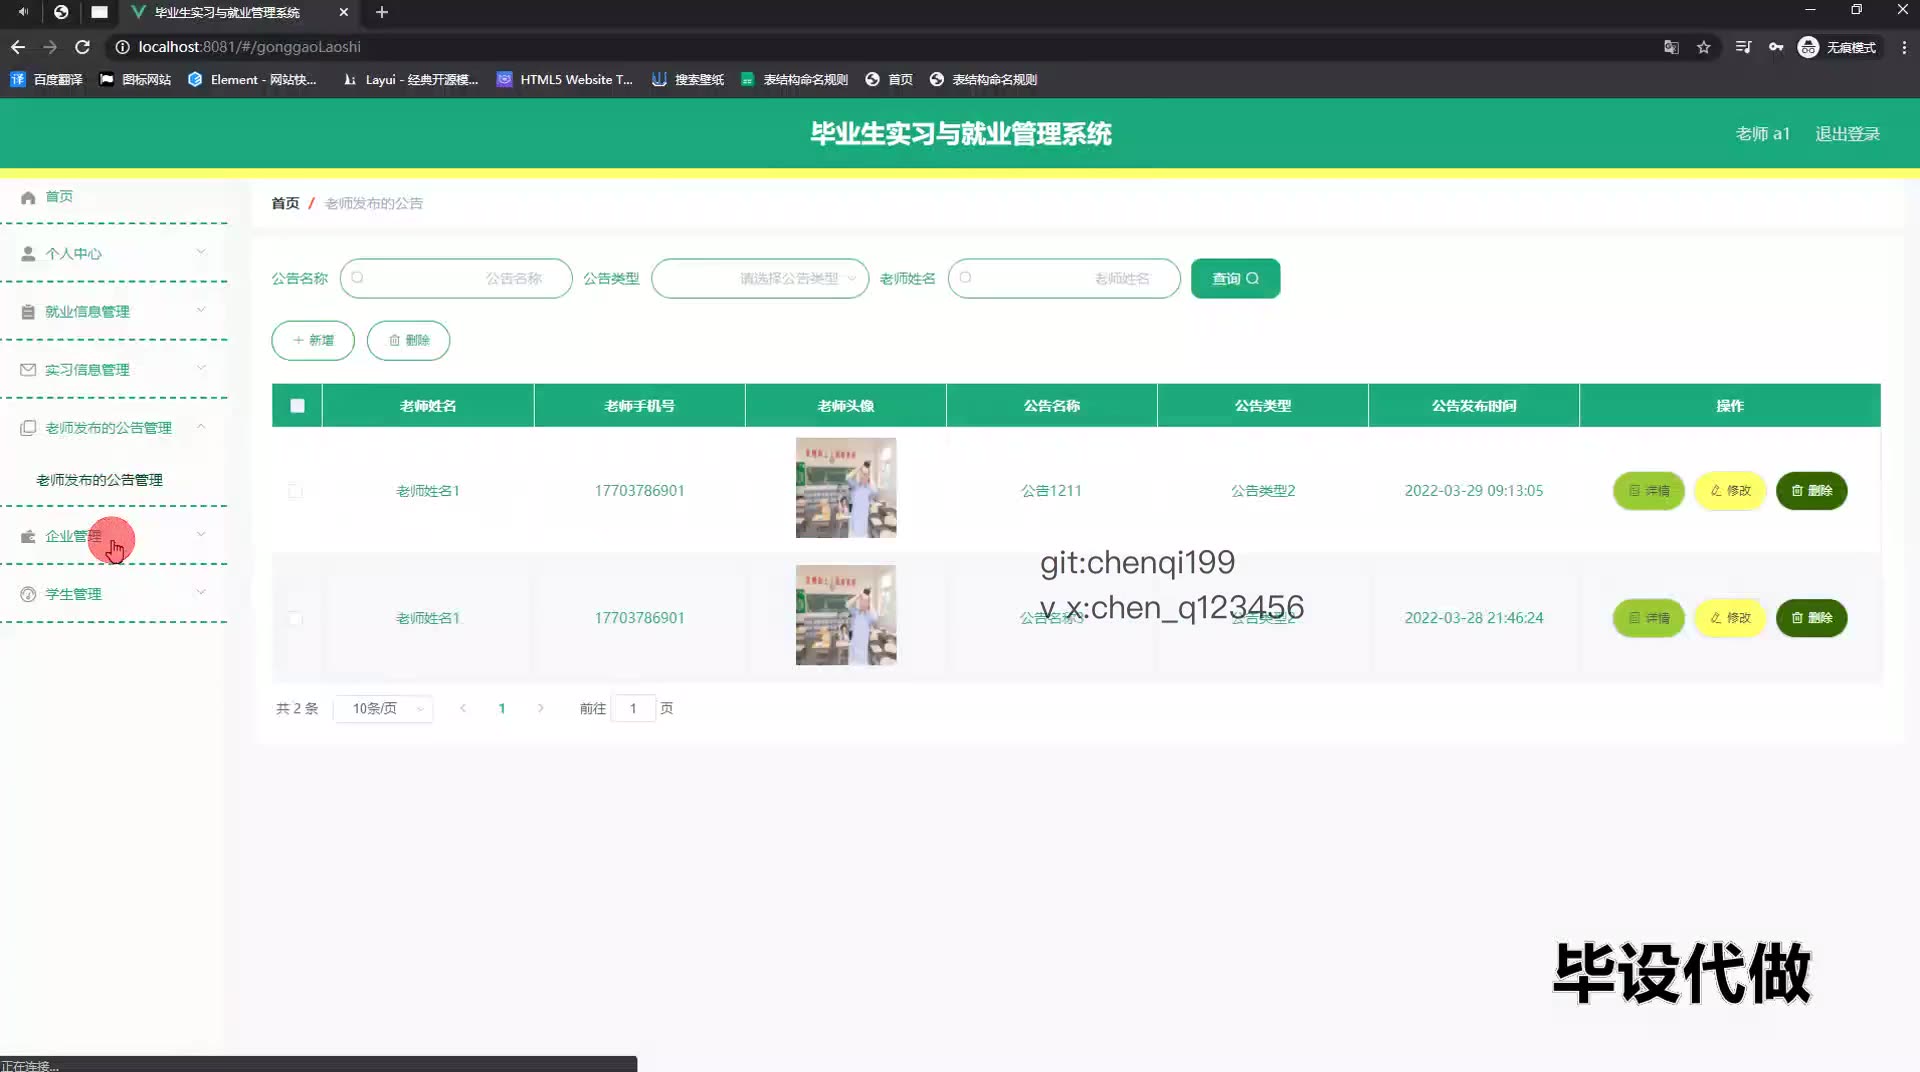 毕业生实习与就业管理系统
localhost:8081/#/gonggaoLaoshi
无痕模式
百度翻译
图标网站
Element - 网站快...
Layui - 经典开源模...
HTML5 Website T...
搜索壁纸
表结构命名规则
首页
表结构命名规则
毕业生实习与就业管理系统
老师 a1
退出登录
首页
个人中心
就业信息管理
实习信息管理
老师发布的公告管理
老师发布的公告管理
企业管理
学生管理
首页 / 老师发布的公告
公告名称 公告名称 公告类型 请选择公告类型 老师姓名 老师姓名 查询
新增 删除
老师姓名 老师手机号 老师头像 公告名称 公告类型 公告发布时间 操作
老师姓名1 17703786901 公告1211 公告类型2 2022-03-29 09:13:05 详情 修改 删除
git:chenqi199
v_x:chen_q123456
老师姓名1 17703786901 公告名称3 公告类型2 2022-03-28 21:46:24 详情 修改 删除
共 2 条 10条/页 1 前往 1 页
毕设代做
正在连接...